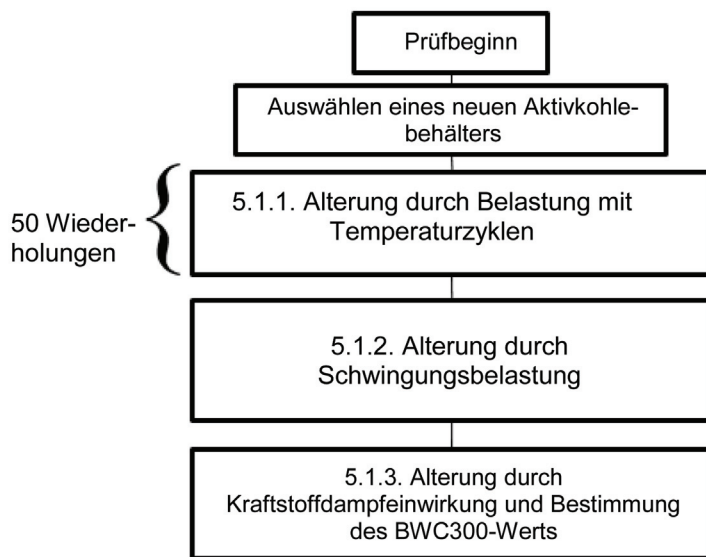 Prüfbeginn
Auswählen eines neuen Aktivkohle-
behälters
50 Wieder-
holungen
5.1.1. Alterung durch Belastung mit
Temperaturzyklen
5.1.2. Alterung durch
Schwingungsbelastung
5.1.3. Alterung durch
Kraftstoffdampfeinwirkung und Bestimmung
des BWC300-Werts